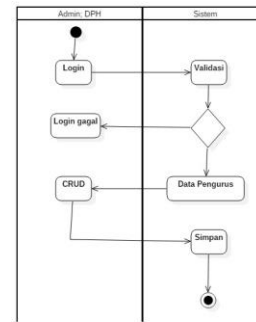 Admin; DPH
Sistem
Login
Validasi
Login gagal
CRUD
Data Pengurus
Simpan